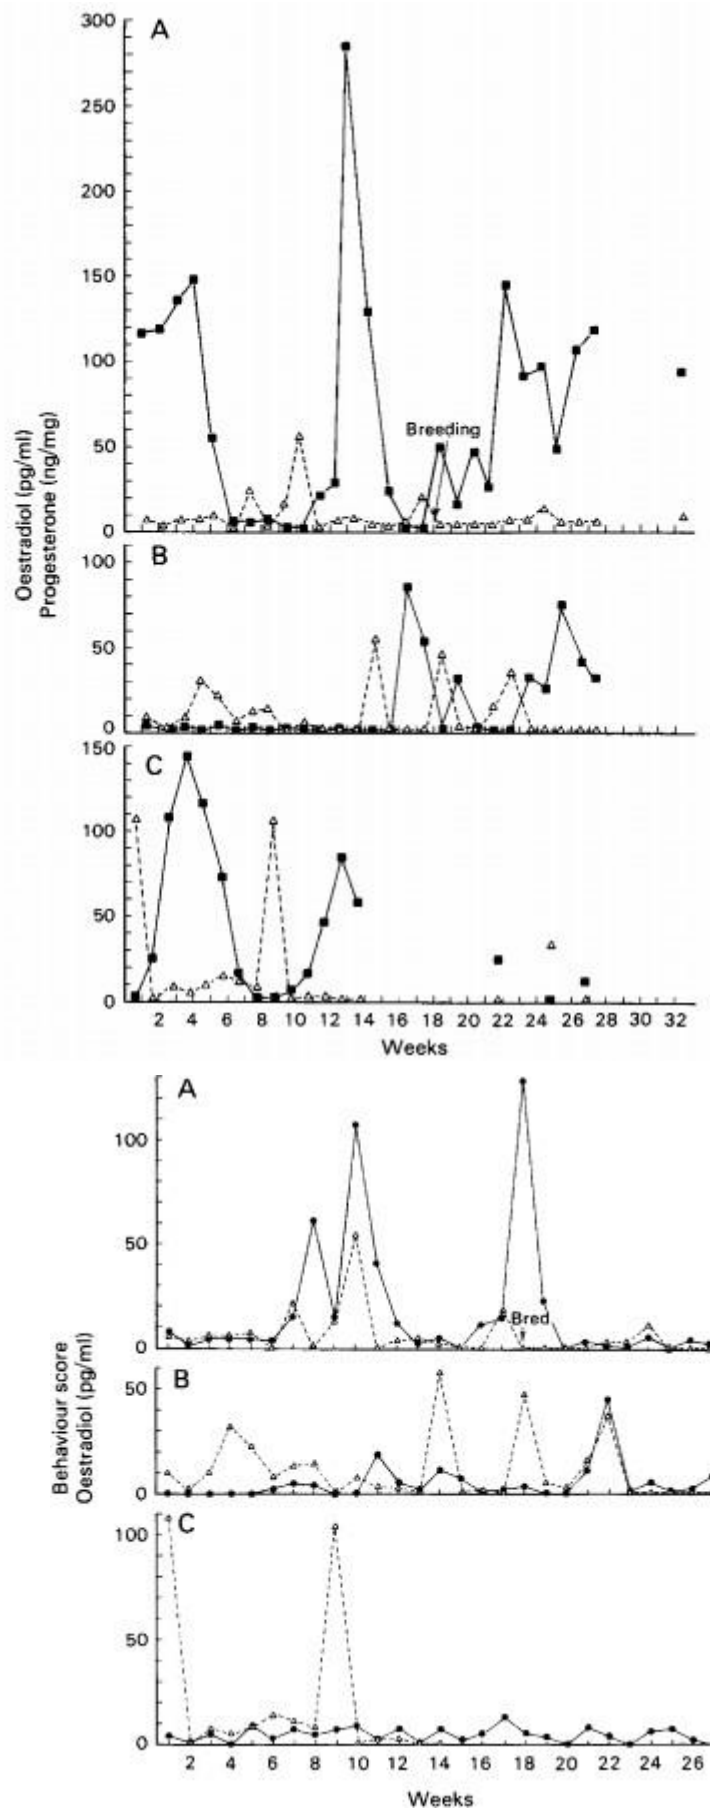 A
300
250
200
150
100
50
0
Breeding
Oestradiol (pg/ml)
Progesterone (ng/mg)
B
100
50
0
C
150
100
50
0
2 4 6 8 10 12 14 16 18 20 22 24 26 28 30 32
Weeks
A
100
50
0
Bred
Behaviour score
Oestradiol (pg/ml)
B
50
0
C
100
50
0
2 4 6 8 10 12 14 16 18 20 22 24 26
Weeks